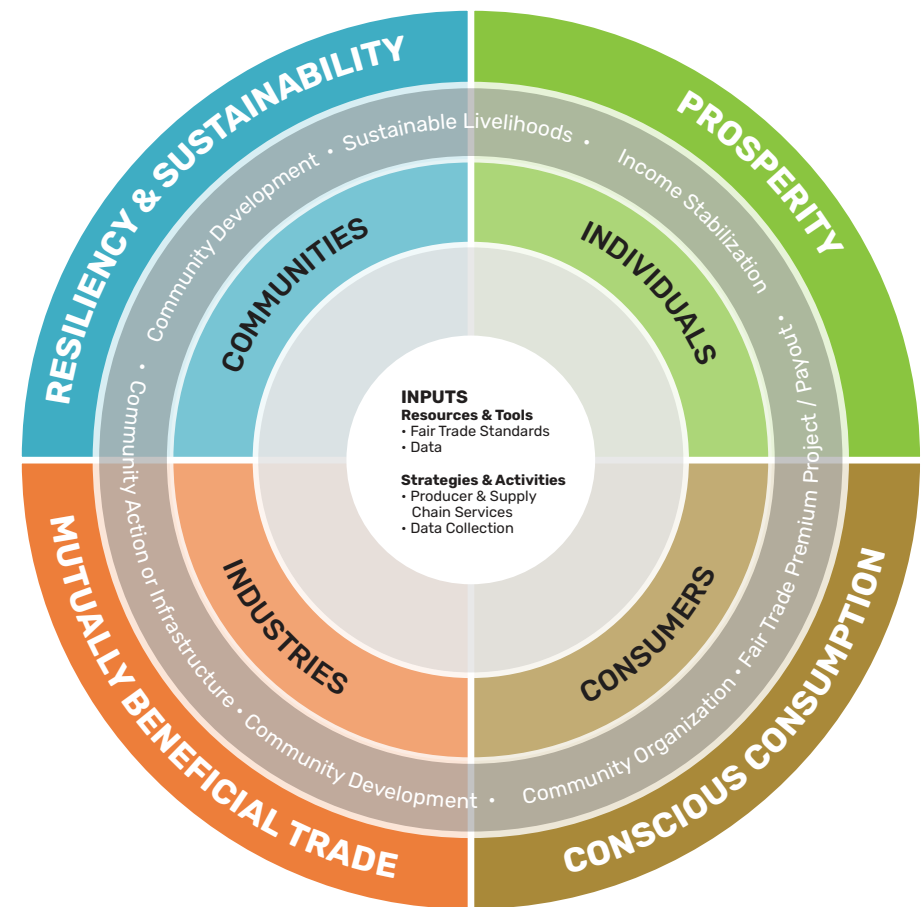 RESILIENCY & SUSTAINABILITY
PROSPERITY
CONSCIOUS CONSUMPTION
MUTUALLY BENEFICIAL TRADE
Community Development • Sustainable Livelihoods •
Income Stabilization •
Fair Trade Premium Project / Payout •
Community Organization •
Community Development •
Community Action or Infrastructure •
COMMUNITIES
INDIVIDUALS
CONSUMERS
INDUSTRIES
INPUTS
Resources & Tools
• Fair Trade Standards
• Data
Strategies & Activities
• Producer & Supply
Chain Services
• Data Collection